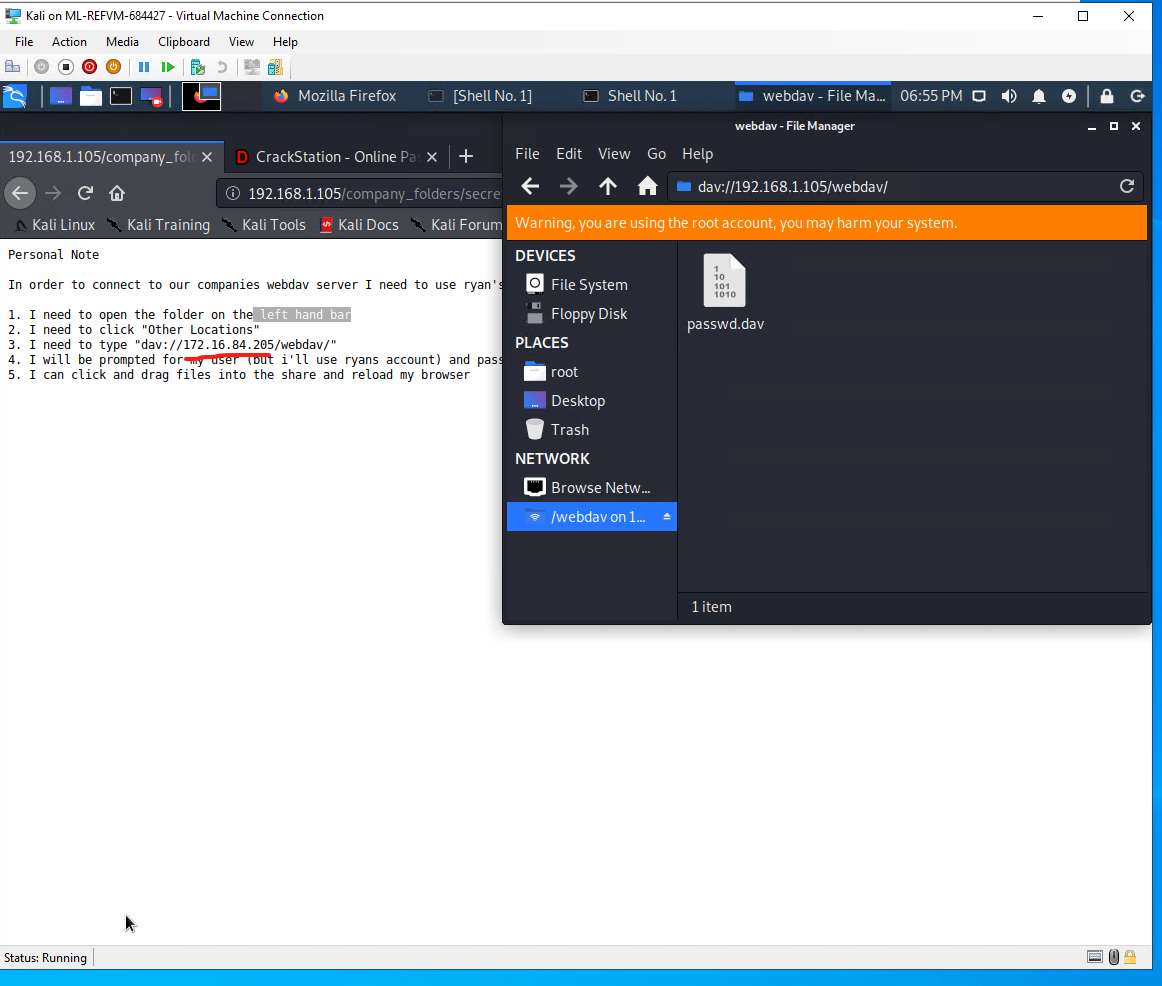 Kali on ML-REFVM-684427 - Virtual Machine Connection
File Action Media Clipboard View Help
Mozilla Firefox [Shell No. 1] Shell No. 1 webdav - File Ma... 06:55 PM
192.168.1.105/company_fol
CrackStation - Online Pa
192.168.1.105/company_folders/secre
Kali Linux Kali Training Kali Tools Kali Docs Kali Forum
Personal Note
In order to connect to our companies webdav server I need to use ryan's
1. I need to open the folder on the left hand bar
2. I need to click "Other Locations"
3. I need to type "dav://172.16.84.205/webdav/"
4. I will be prompted for my user (but i'll use ryans account) and pass
5. I can click and drag files into the share and reload my browser
webdav - File Manager
File Edit View Go Help
dav://192.168.1.105/webdav/
Warning, you are using the root account, you may harm your system.
DEVICES
File System
Floppy Disk
PLACES
root
Desktop
Trash
NETWORK
Browse Netw...
/webdav on 1...
1
10
101
1010
passwd.dav
1 item
Status: Running